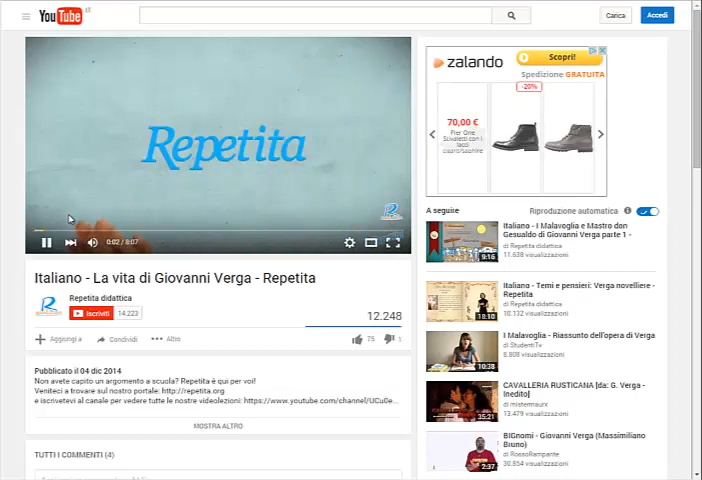 YouTube IT
Carica
Accedi
Repetita
0:02 / 8:07
Italiano - La vita di Giovanni Verga - Repetita
Repetita didattica
Iscriviti 14.223
12.248
Aggiungi a
Condividi
Altro
75
1
Pubblicato il 04 dic 2014
Non avete capito un argomento a scuola? Repetita è qui per voi!
Veniteci a trovare sul nostro portale: http://repetita.org
e iscrivetevi al canale per vedere tutte le nostre videolezioni: https://www.youtube.com/channel/UCu0e...
MOSTRA ALTRO
TUTTI I COMMENTI (4)
zalando
Scopri!
Spedizione GRATUITA
-20%
70,00 €
Pier One
Stivaletti con i
lacci
A seguire
Riproduzione automatica
Italiano - I Malavoglia e Mastro don
Gesualdo di Giovanni Verga parte 1 -
di Repetita didattica
11.638 visualizzazioni
9:16
Italiano - Temi e pensieri: Verga novelliere -
Repetita
di Repetita didattica
10.132 visualizzazioni
18:10
I Malavoglia - Riassunto dell'opera di Verga
di StudentiTv
8.808 visualizzazioni
10:38
CAVALLERIA RUSTICANA [da: G. Verga -
Inedito]
di mistermaurx
13.479 visualizzazioni
35:21
BIGnomi - Giovanni Verga (Massimiliano
Bruno)
di RossoRampante
30.854 visualizzazioni
2:37